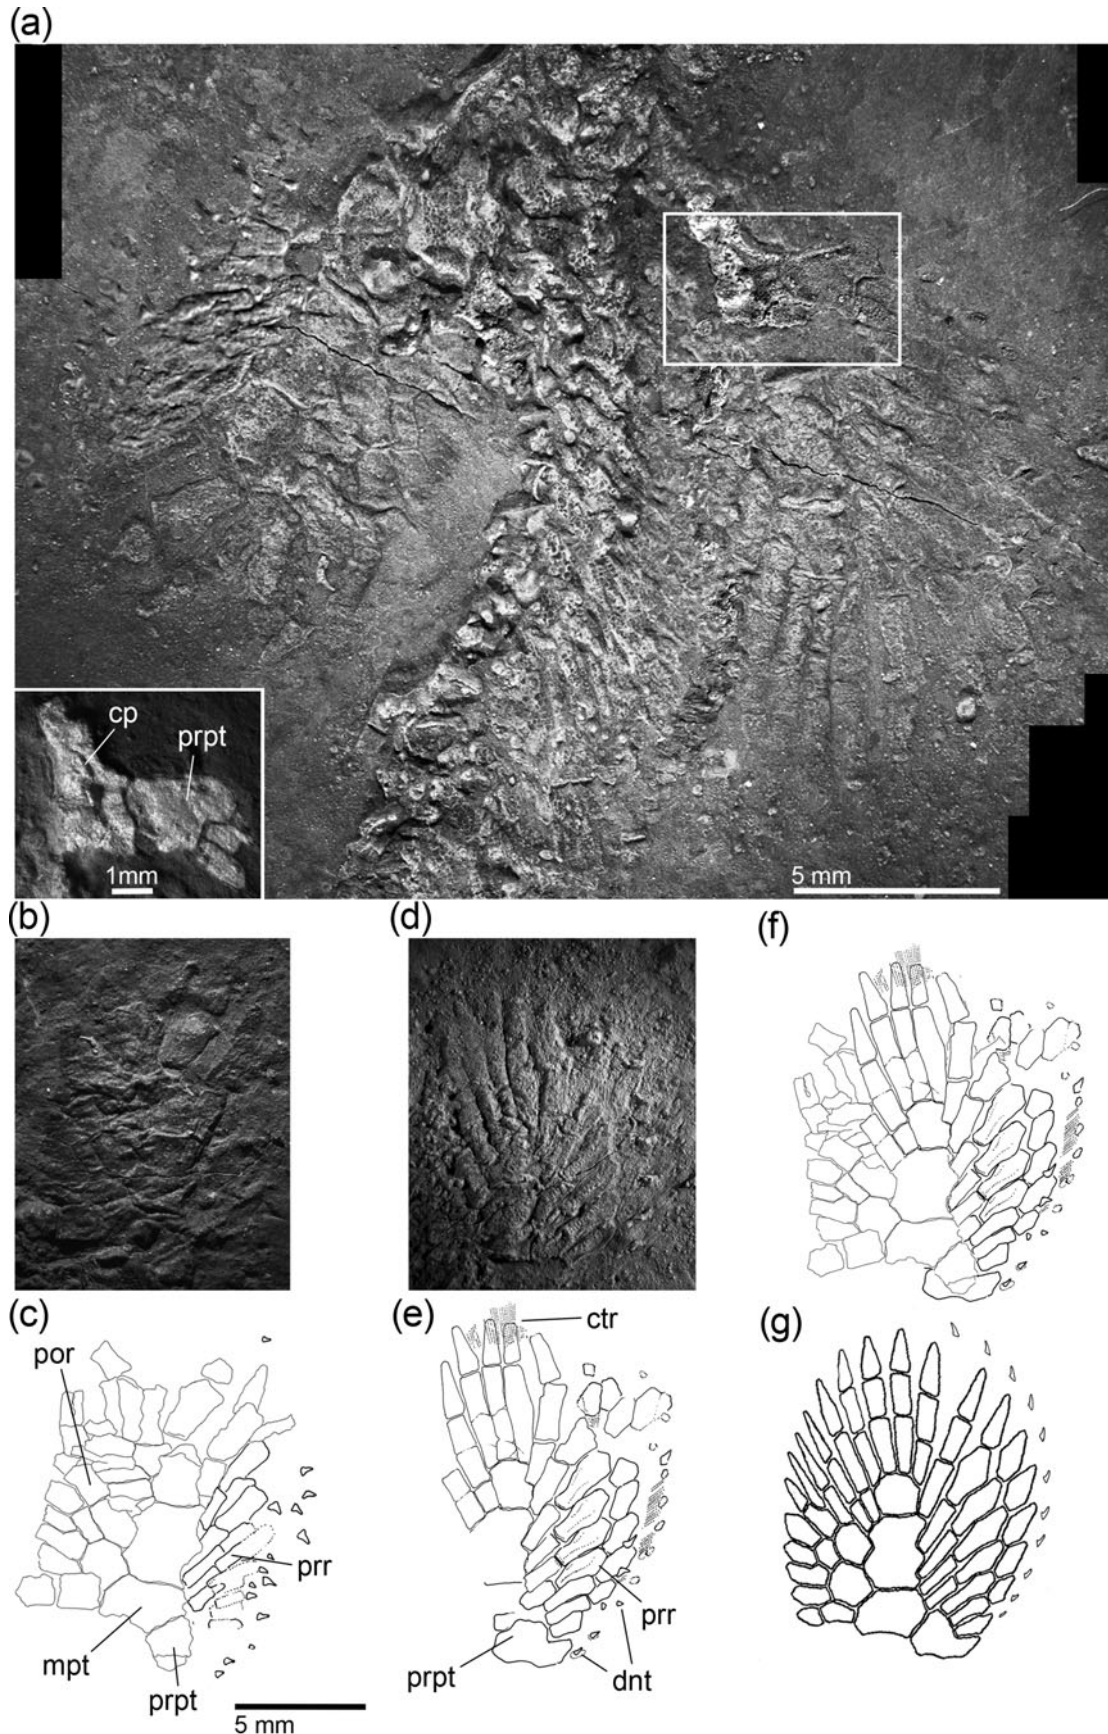 (a)
cp
prpt
1mm
5 mm
(b)
(d)
(f)
(c)
(e)
(g)
ctr
por
prr
mpt
prpt
prr
prpt
dnt
5 mm